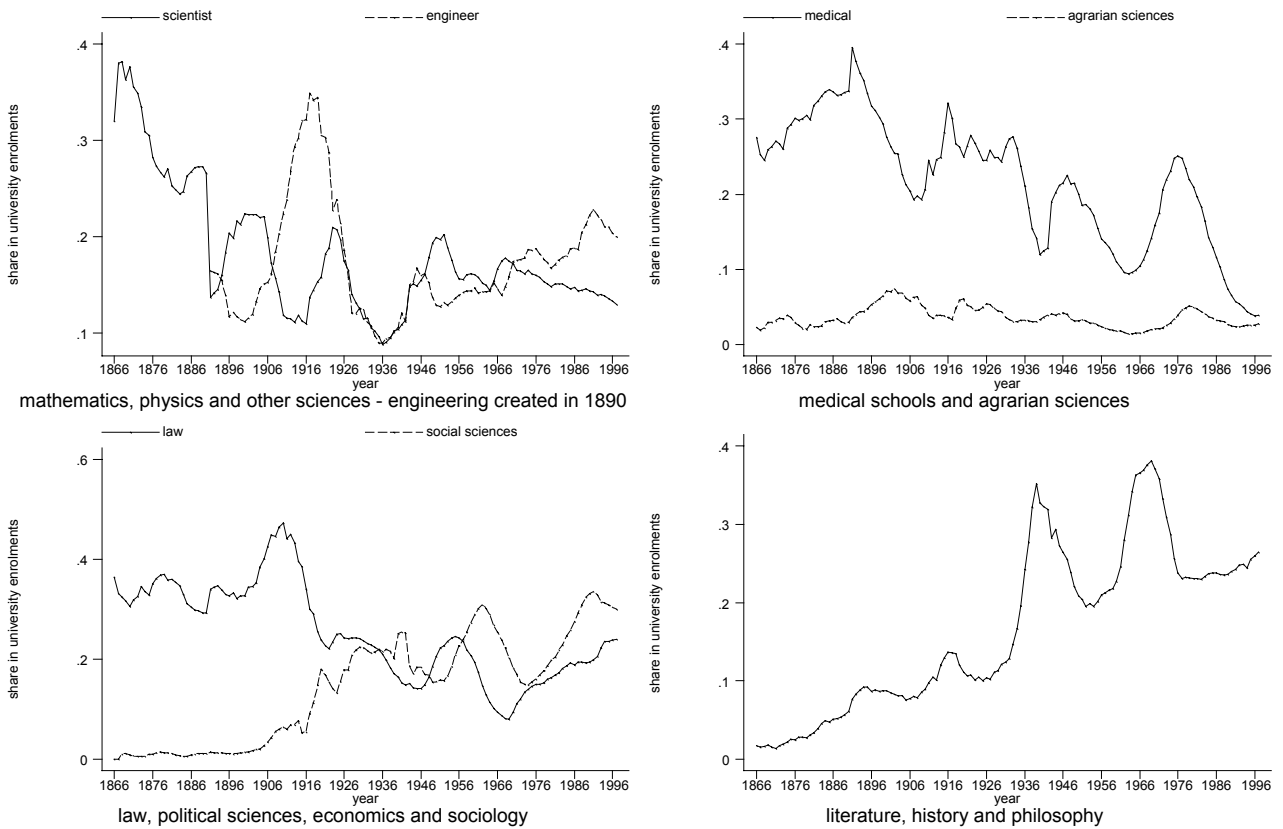 scientist engineer
.4
.3
.2
.1
share in university enrolments
1866 1876 1886 1896 1906 1916 1926 1936 1946 1956 1966 1976 1986 1996
year
mathematics, physics and other sciences - engineering created in 1890
medical agrarian sciences
.4
.3
.2
.1
0
share in university enrolments
1866 1876 1886 1896 1906 1916 1926 1936 1946 1956 1966 1976 1986 1996
year
medical schools and agrarian sciences
law social sciences
.6
.4
.2
0
share in university enrolments
1866 1876 1886 1896 1906 1916 1926 1936 1946 1956 1966 1976 1986 1996
year
law, political sciences, economics and sociology
.4
.3
.2
.1
0
share in university enrolments
1866 1876 1886 1896 1906 1916 1926 1936 1946 1956 1966 1976 1986 1996
year
literature, history and philosophy